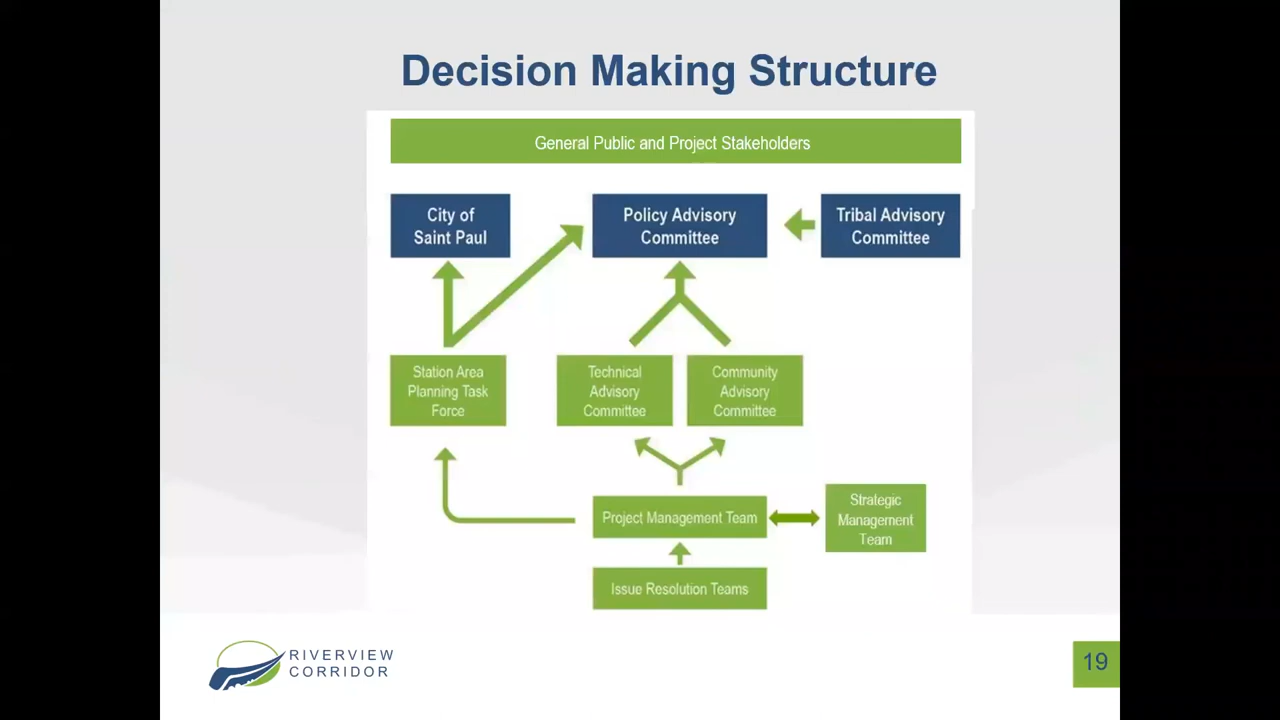 Decision Making Structure
General Public and Project Stakeholders
City of
Saint Paul
Policy Advisory
Committee
Tribal Advisory
Committee
Station Area
Planning Task
Force
Technical
Advisory
Committee
Community
Advisory
Committee
Project Management Team
Strategic
Management
Team
Issue Resolution Teams
RIVERVIEW
CORRIDOR
19